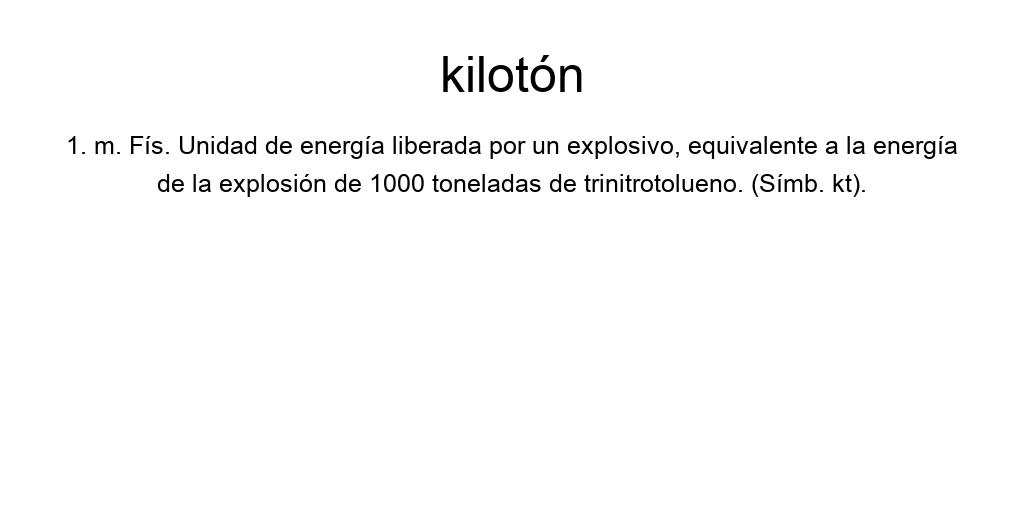 kilotón
1. m. Fís. Unidad de energía liberada por un explosivo, equivalente a la energía
de la explosión de 1000 toneladas de trinitrotolueno. (Símb. kt).